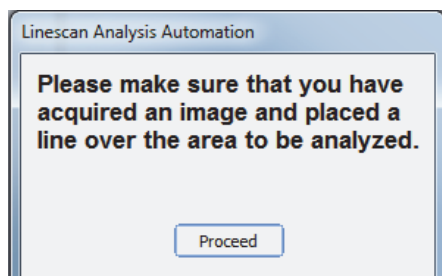 Linescan Analysis Automation
Please make sure that you have
acquired an image and placed a
line over the area to be analyzed.
Proceed